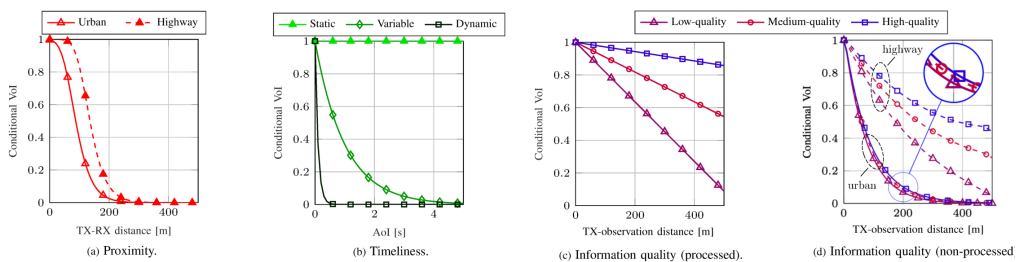 Urban Highway
Static Variable Dynamic
Low-quality Medium-quality High-quality
Conditional VoI
1
0.8
0.6
0.4
0.2
0
0 200 400
TX-RX distance [m]
(a) Proximity.
Conditional VoI
1
0.8
0.6
0.4
0.2
0
0 2 4
AoI [s]
(b) Timeliness.
Conditional VoI
1
0.8
0.6
0.4
0.2
0
0 200 400
TX-observation distance [m]
(c) Information quality (processed).
Conditional VoI
1
0.8
0.6
0.4
0.2
0
highway
urban
200 400
TX-observation distance [m]
(d) Information quality (non-processed